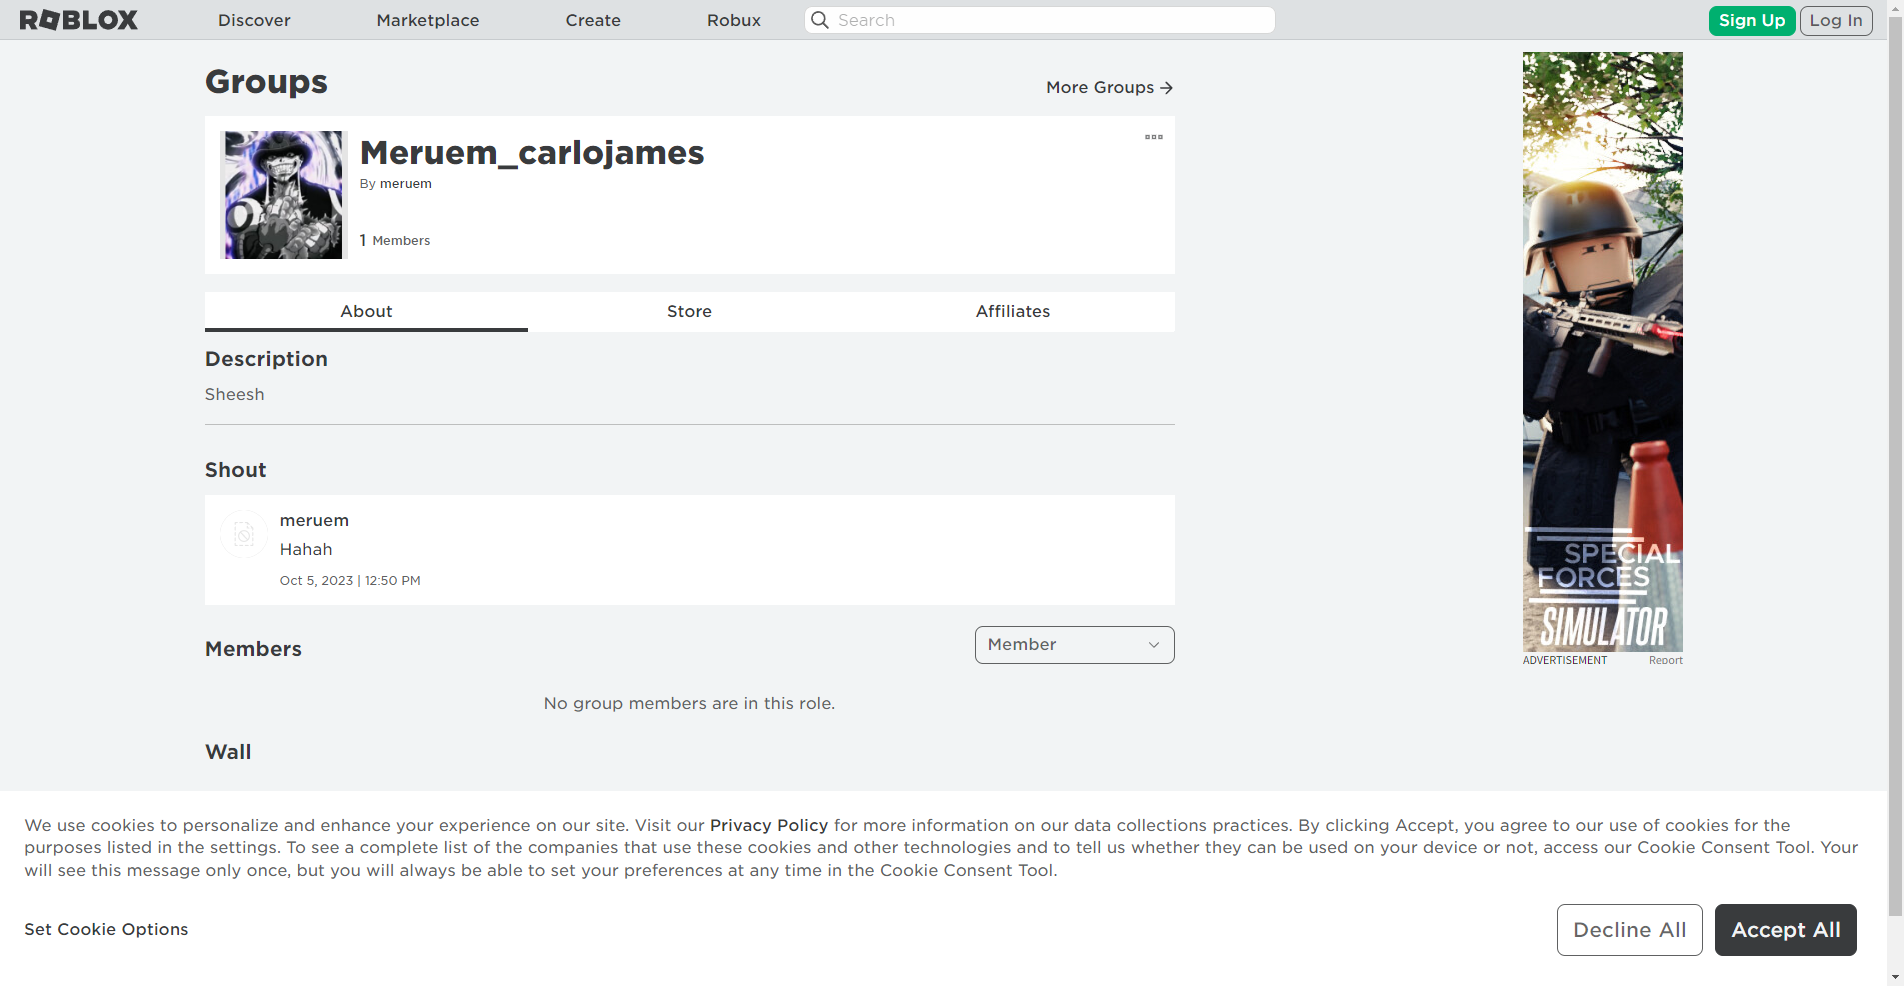 ROBLOX
Discover
Marketplace
Create
Robux
Search
Sign Up
Log In
Groups
More Groups
Meruem_carlojames
By meruem
1 Members
About
Store
Affiliates
Description
Sheesh
Shout
meruem
Hahah
Oct 5, 2023 | 12:50 PM
Members
Member
No group members are in this role.
Wall
SPECIAL
FORCES
SIMULATOR
ADVERTISEMENT
Report
We use cookies to personalize and enhance your experience on our site. Visit our Privacy Policy for more information on our data collections practices. By clicking Accept, you agree to our use of cookies for the
purposes listed in the settings. To see a complete list of the companies that use these cookies and other technologies and to tell us whether they can be used on your device or not, access our Cookie Consent Tool. Your
will see this message only once, but you will always be able to set your preferences at any time in the Cookie Consent Tool.
Set Cookie Options
Decline All
Accept All